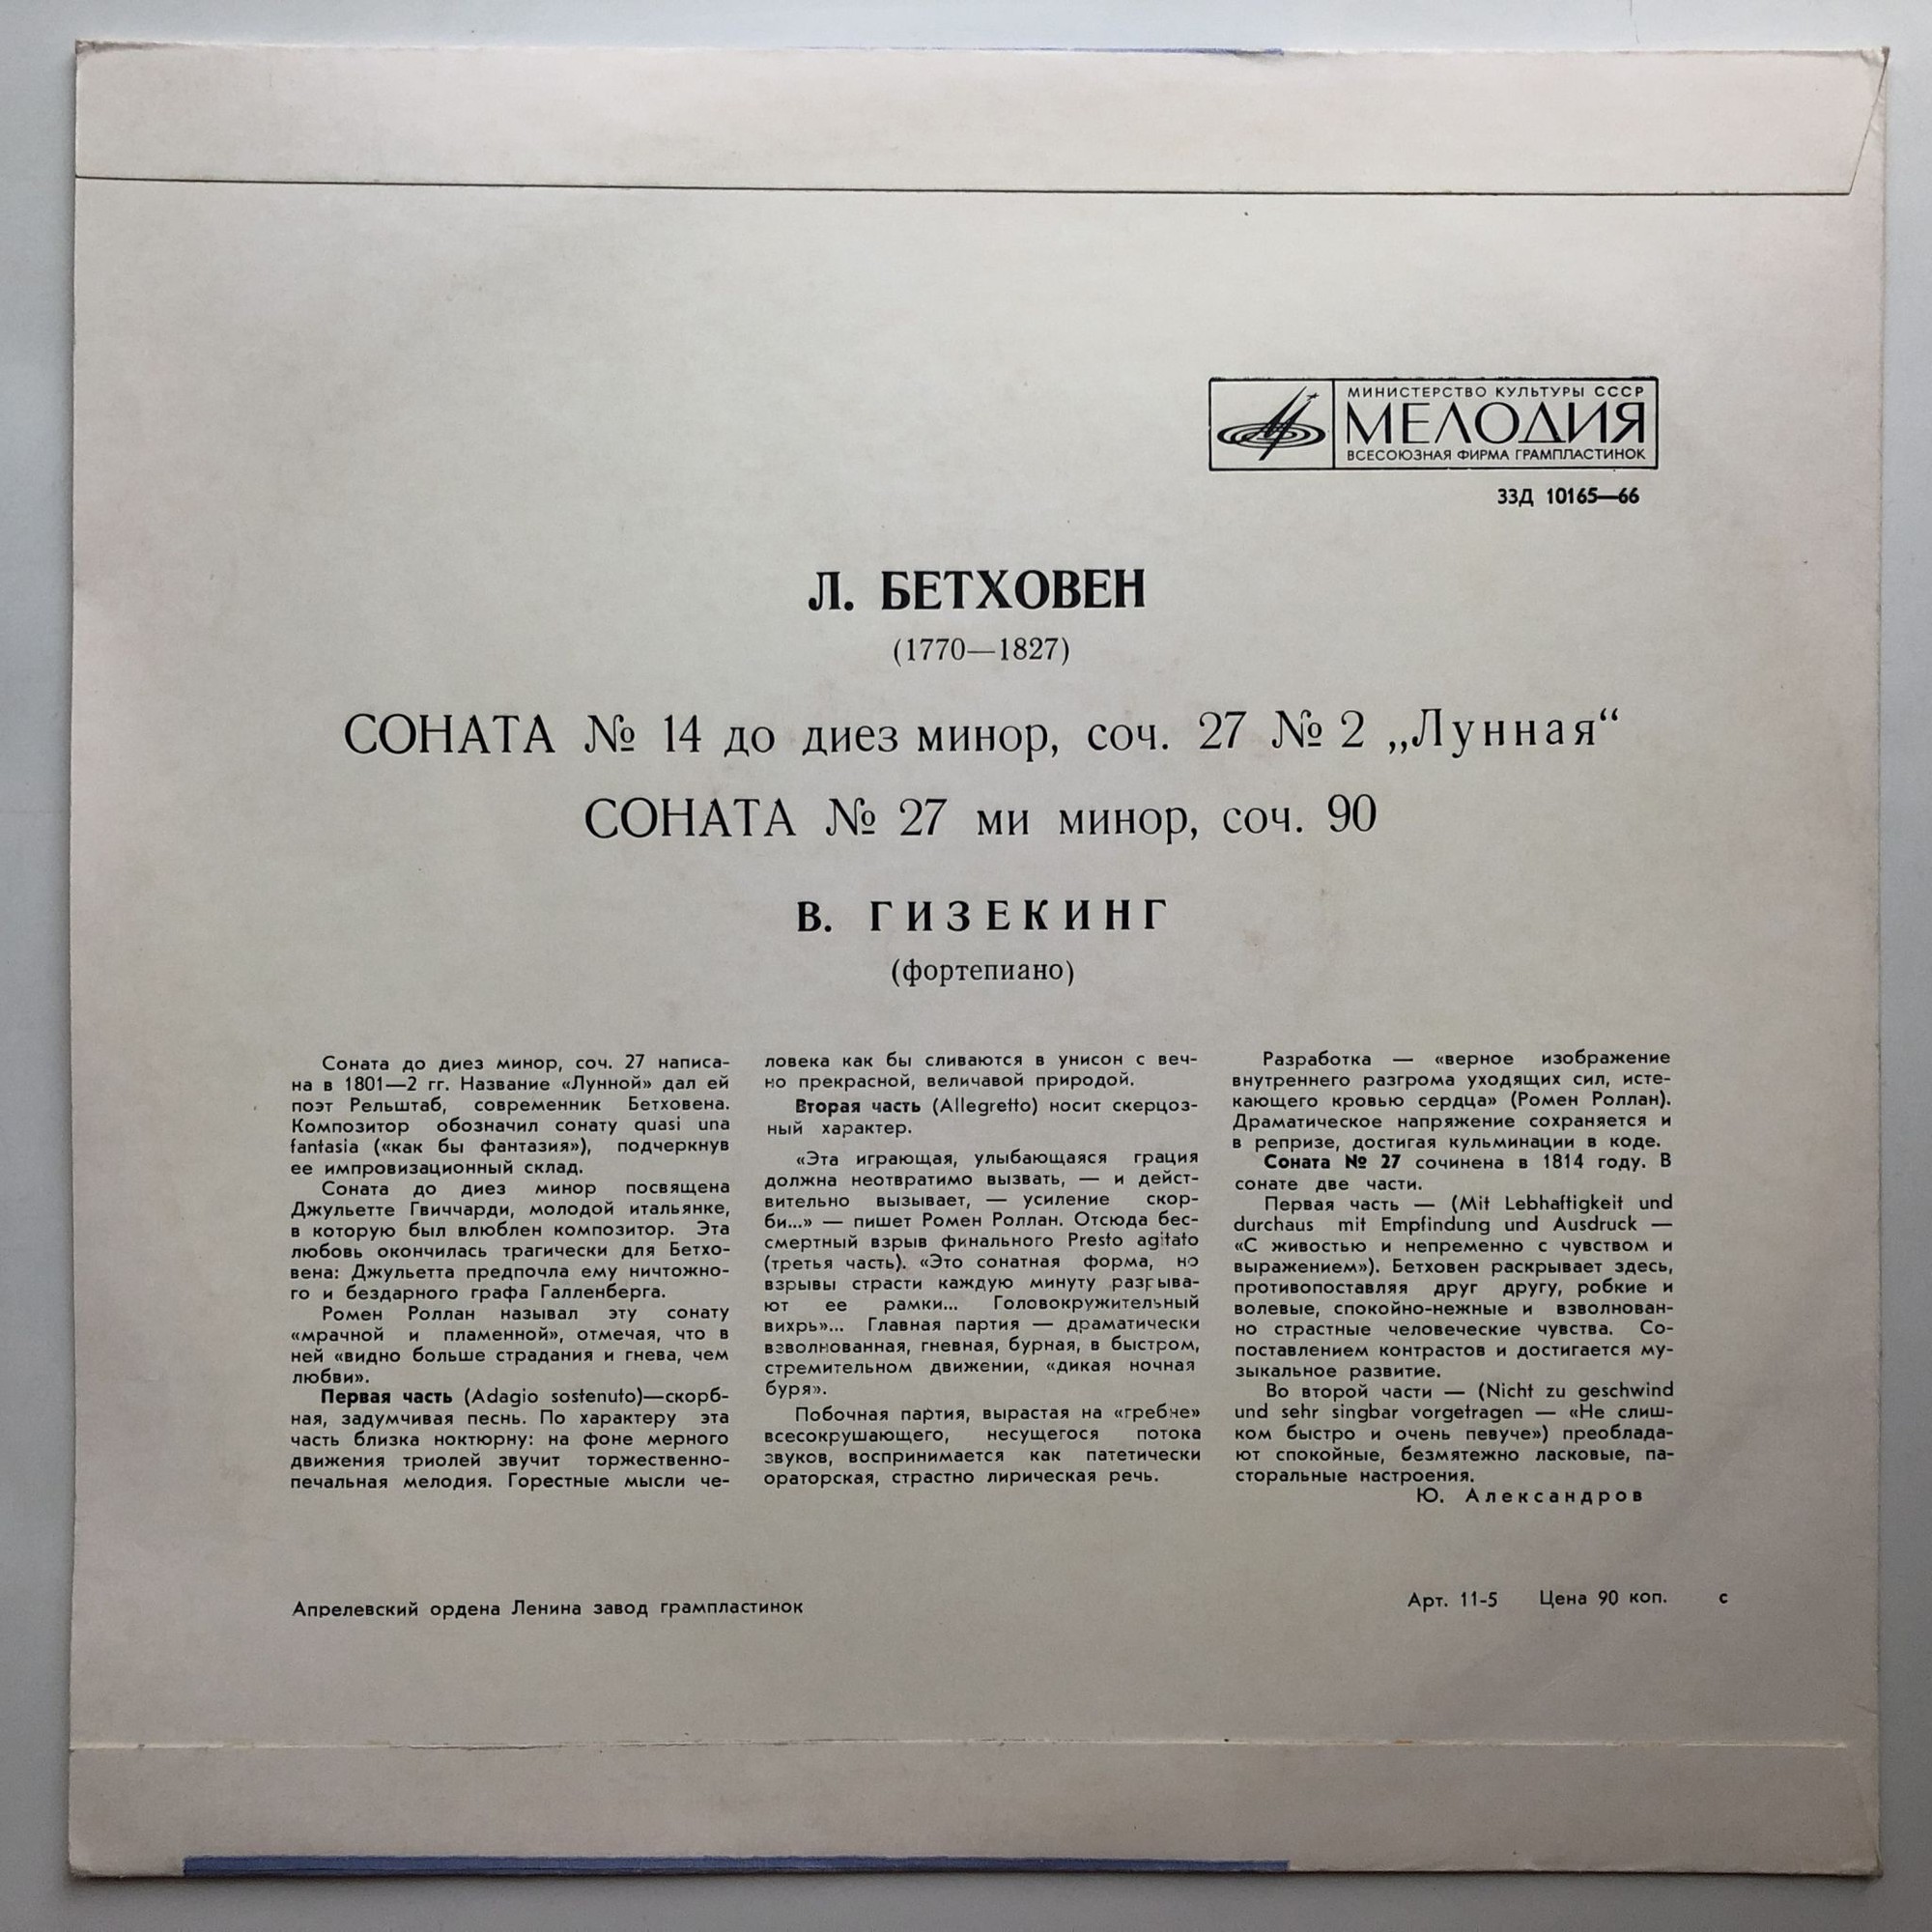 МИНИСТЕРСТВО КУЛЬТУРЫ СССР
МЕЛОДИЯ
ВСЕСОЮЗНАЯ ФИРМА ГРАМПЛАСТИНОК
33Д 10165—66
Л. БЕТХОВЕН
(1770—1827)
СОНАТА № 14 до диез минор, соч. 27 № 2 „Лунная“
СОНАТА № 27 ми минор, соч. 90
В. ГИЗЕКИНГ
(фортепиано)
Соната до диез минор, соч. 27 написа-
на в 1801—2 гг. Название «Лунной» дал ей
поэт Рельштаб, современник Бетховена.
Композитор обозначил сонату quasi una
fantasia («как бы фантазия»), подчеркнув
ее импровизационный склад.
Соната до диез минор посвящена
Джульетте Гвиччарди, молодой итальянке,
в которую был влюблен композитор. Эта
любовь окончилась трагически для Бетхо-
вена: Джульетта предпочла ему ничтожно-
го и бездарного графа Галленберга.
Ромен Роллан называл эту сонату
«мрачной и пламенной», отмечая, что в
ней «видно больше страдания и гнева, чем
любви».
Первая часть (Adagio sostenuto)—скорб-
ная, задумчивая песнь. По характеру эта
часть близка ноктюрну: на фоне мерного
движения триолей звучит торжественно-
печальная мелодия. Горестные мысли че-
ловека как бы сливаются в унисон с веч-
но прекрасной, величавой природой.
Вторая часть (Allegretto) носит скерцоз-
ный характер.
«Эта играющая, улыбающаяся грация
должна неотвратимо вызвать, — и дейст-
вительно вызывает, — усиление скор-
би...» — пишет Ромен Роллан. Отсюда бес-
смертный взрыв финального Presto agitato
(третья часть). «Это сонатная форма, но
взрывы страсти каждую минуту разрыва-
ют ее рамки... Головокружительный
вихрь»... Главная партия — драматически
взволнованная, гневная, бурная, в быстром,
стремительном движении, «дикая ночная
буря».
Побочная партия, вырастая на «гребне»
всесокрушающего, несущегося потока
звуков, воспринимается как патетически
ораторская, страстно лирическая речь.
Разработка — «верное изображение
внутреннего разгрома уходящих сил, исте-
кающего кровью сердца» (Ромен Роллан).
Драматическое напряжение сохраняется и
в репризе, достигая кульминации в коде.
Соната № 27 сочинена в 1814 году. В
сонате две части.
Первая часть — (Mit Lebhaftigkeit und
durchaus mit Empfindung und Ausdruck —
«С живостью и непременно с чувством и
выражением»). Бетховен раскрывает здесь,
противопоставляя друг другу, робкие и
волевые, спокойно-нежные и взволнован-
но страстные человеческие чувства. Со-
поставлением контрастов и достигается му-
зыкальное развитие.
Во второй части — (Nicht zu geschwind
und sehr singbar vorgetragen — «Не слиш-
ком быстро и очень певуче») преоблада-
ют спокойные, безмятежно ласковые, па-
сторальные настроения.
Ю. Александров
Апрелевский ордена Ленина завод грампластинок
Арт. 11-5 Цена 90 коп. с